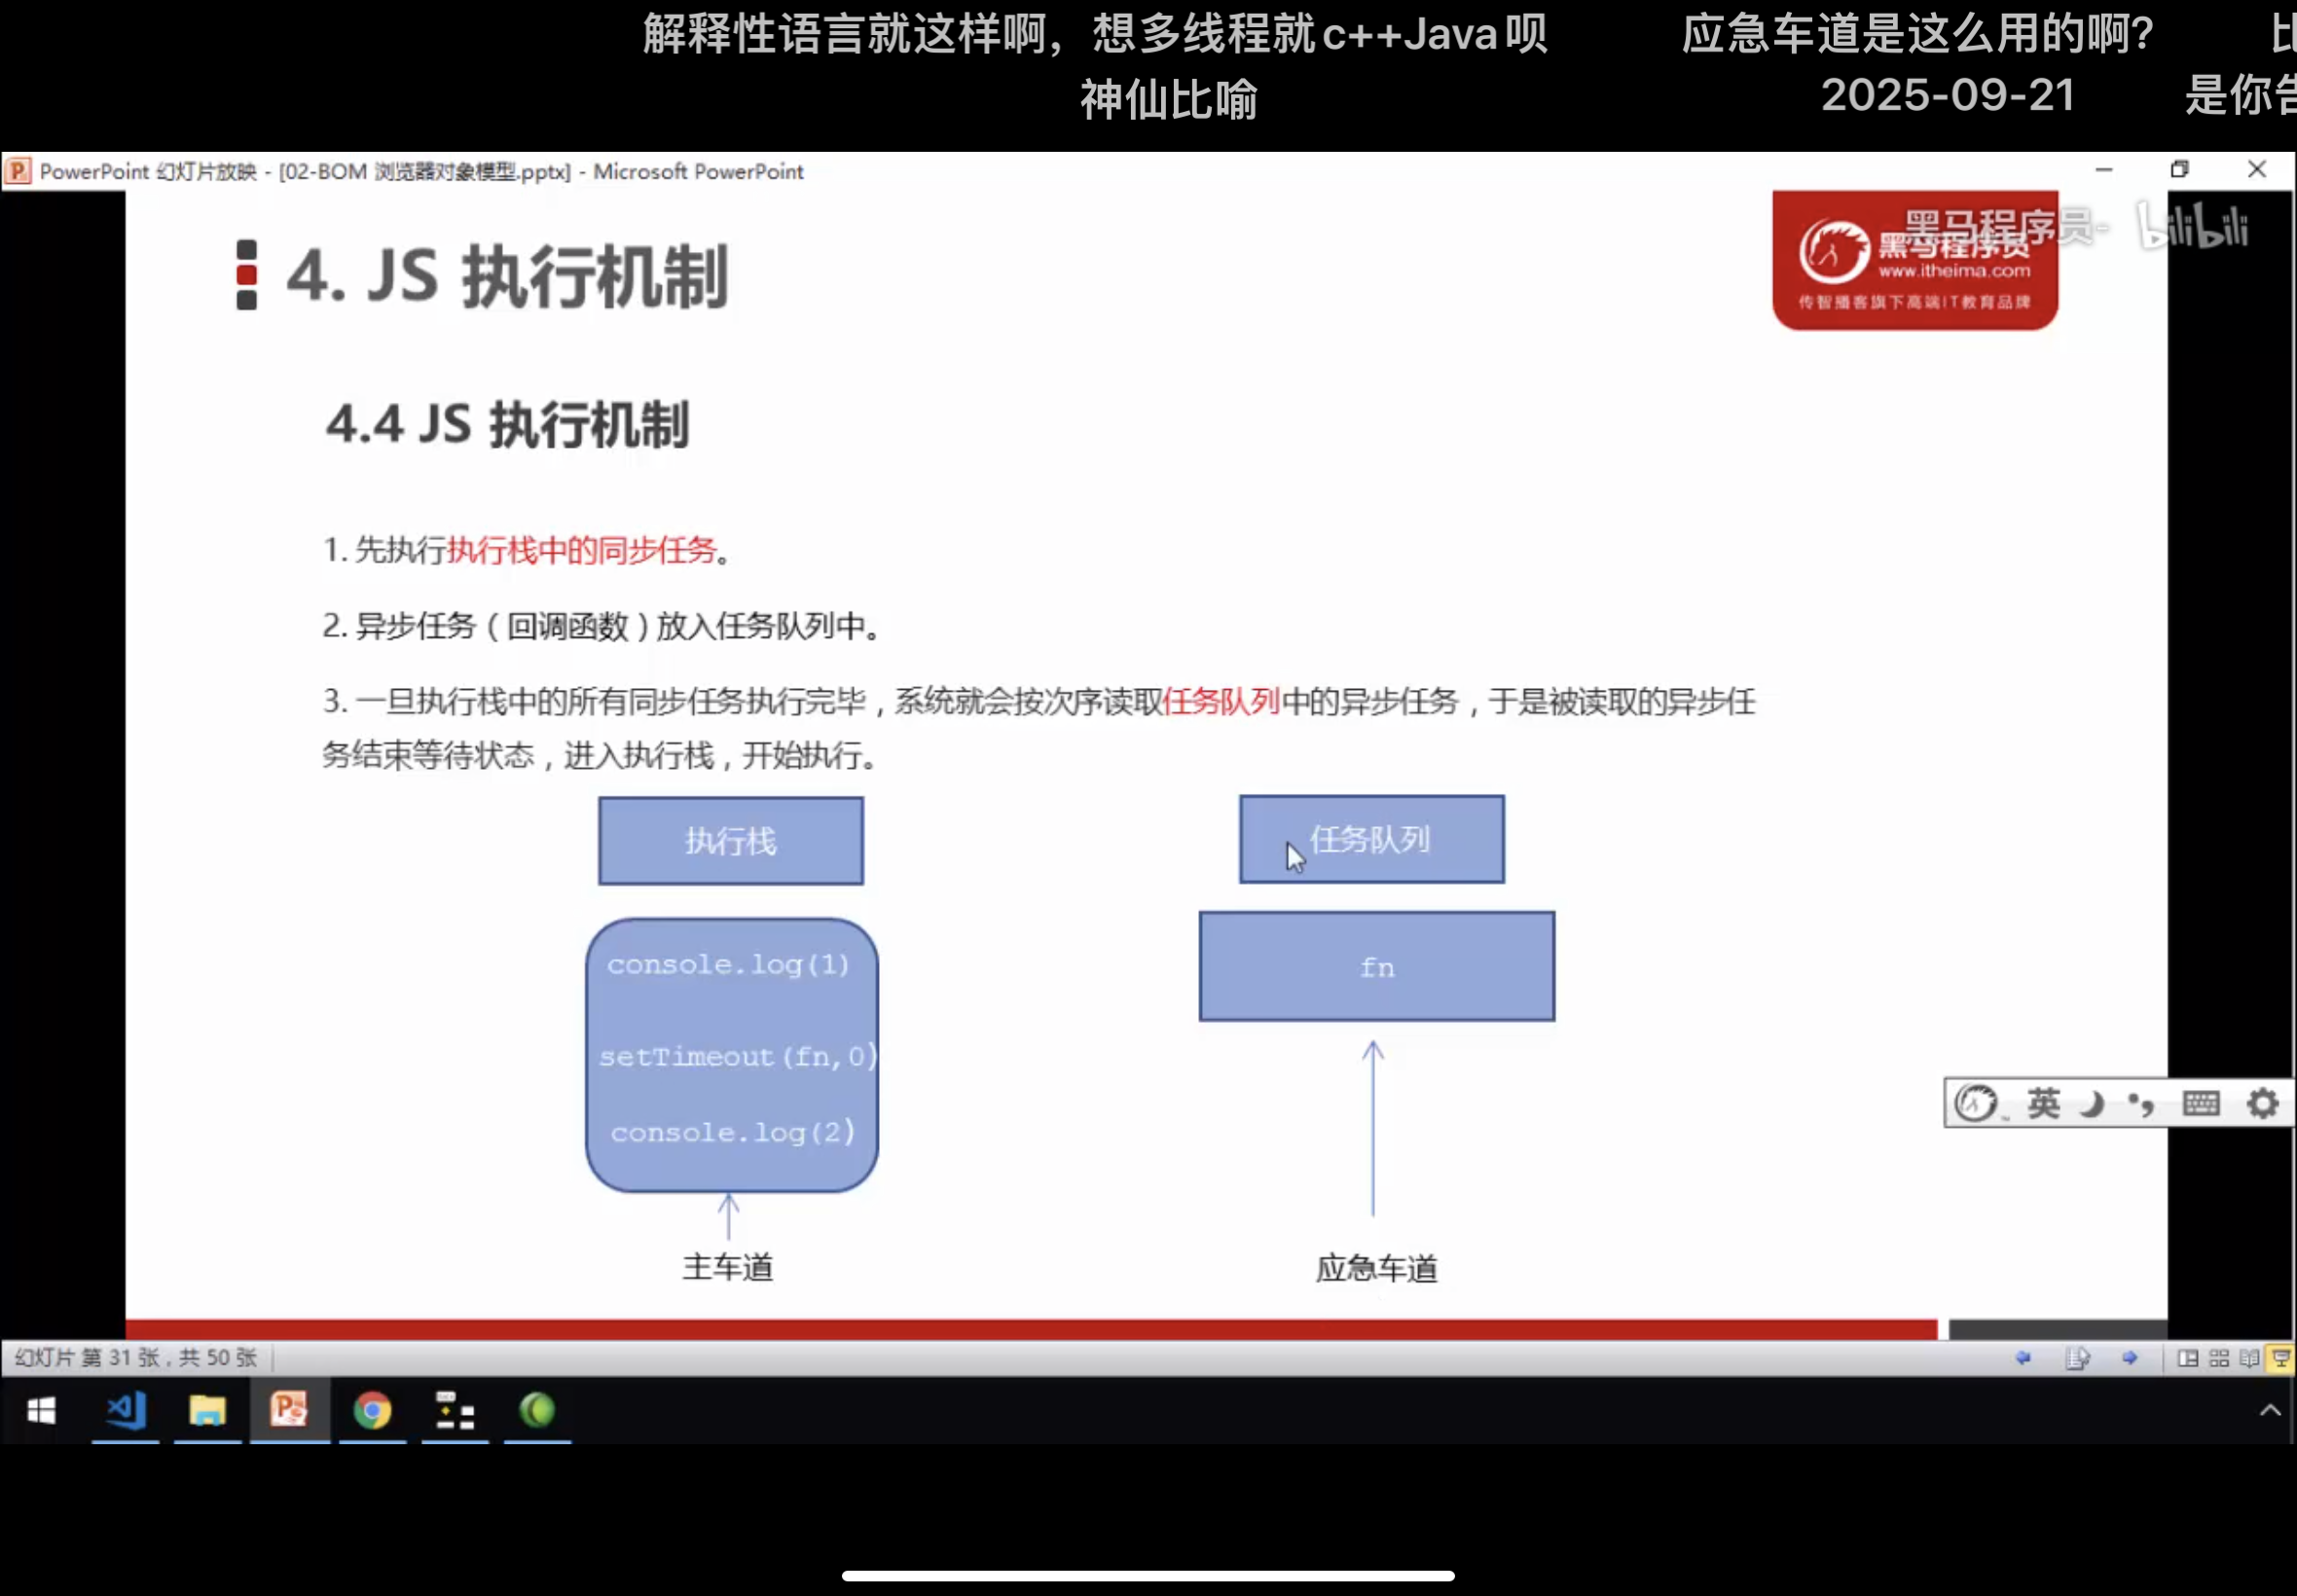 解释性语言就这样啊，想多线程就c++Java呗
应急车道是这么用的啊?
比
神仙比喻
2025-09-21
是你告
PowerPoint 幻灯片放映 - [02-BOM 浏览器对象模型.pptx] - Microsoft PowerPoint
4. JS 执行机制
黑马程序员-
bilibili
黑马程序员
www.itheima.com
传智播客旗下高端IT教育品牌
4.4 JS 执行机制
1. 先执行执行栈中的同步任务。
2. 异步任务（回调函数）放入任务队列中。
3. 一旦执行栈中的所有同步任务执行完毕，系统就会按次序读取任务队列中的异步任务，于是被读取的异步任
务结束等待状态，进入执行栈，开始执行。
执行栈
任务队列
console.log(1)
fn
setTimeout(fn,0)
console.log(2)
英
主车道
应急车道
幻灯片 第 31 张，共 50 张